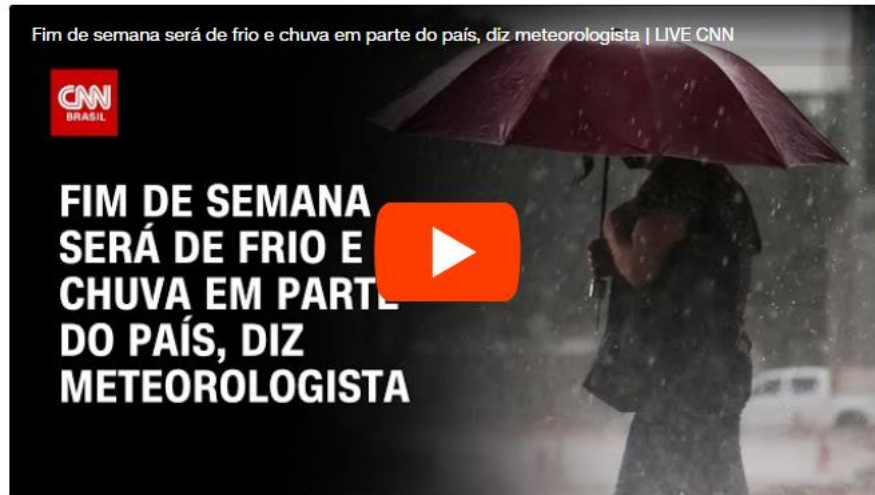 Fim de semana será de frio e chuva em parte do país, diz meteorologista | LIVE CNN
CNN
BRASIL
FIM DE SEMANA
SERÁ DE FRIO E
CHUVA EM PARTE
DO PAÍS, DIZ
METEOROLOGISTA